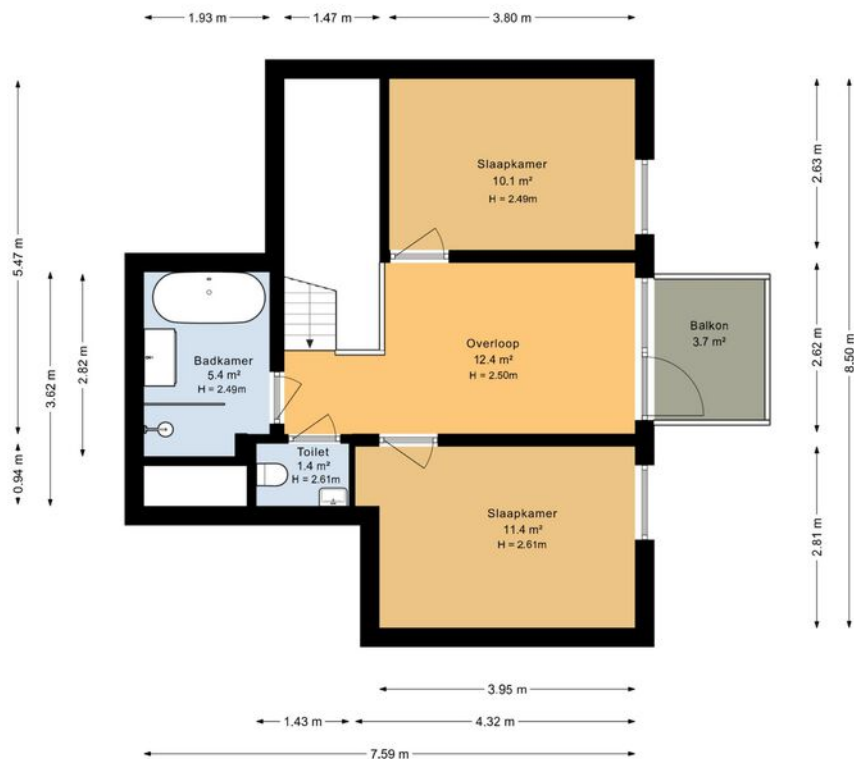 1.93 m
1.47 m
3.80 m
Slaapkamer
10.1 m²
H = 2.49m
2.63 m
5.47 m
3.62 m
2.82 m
Badkamer
5.4 m²
H = 2.49m
Overloop
12.4 m²
H = 2.50m
Balkon
3.7 m²
2.62 m
8.50 m
0.94 m
Toilet
1.4 m²
H = 2.61m
Slaapkamer
11.4 m²
H = 2.61m
2.81 m
3.95 m
1.43 m
4.32 m
7.59 m